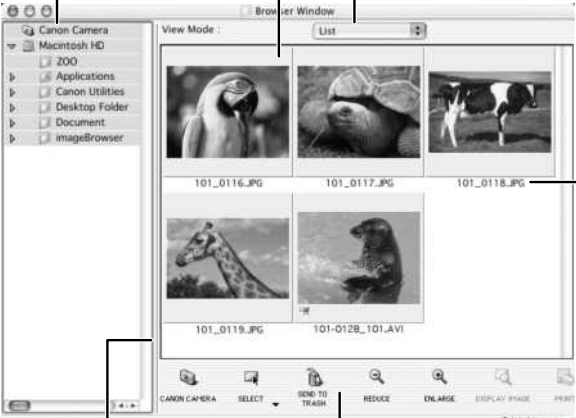 Browser Window
Canon Camera
Macintosh HD
ZOO
Applications
Canon Utilities
Desktop Folder
Document
imageBrowser
View Mode :
List
101_0116.JPG
101_0117.JPG
101_0118.JPG
101_0119.JPG
101-0128_101.AVI
CANON CAMERA
SELECT
SEND TO
TRASH
REDUCE
ENLARGE
DISPLAY IMAGE
PRINT